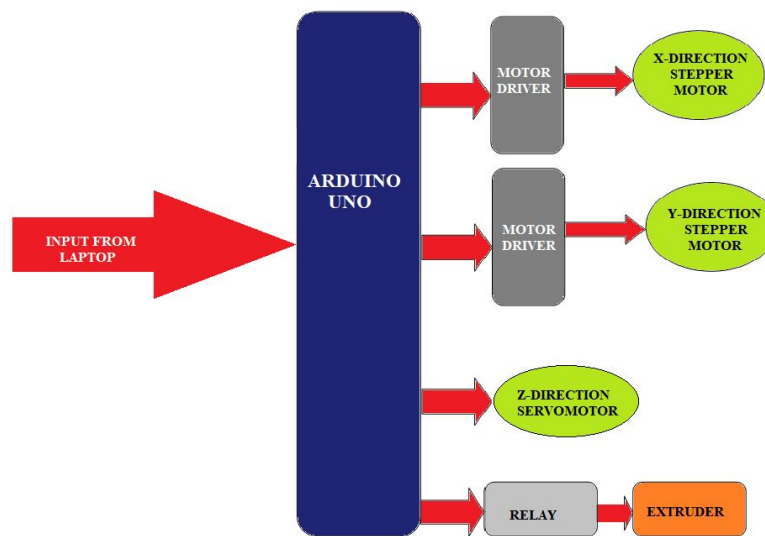 INPUT FROM
LAPTOP
ARDUINO
UNO
MOTOR
DRIVER
X-DIRECTION
STEPPER
MOTOR
MOTOR
DRIVER
Y-DIRECTION
STEPPER
MOTOR
Z-DIRECTION
SERVOMOTOR
RELAY
EXTRUDER